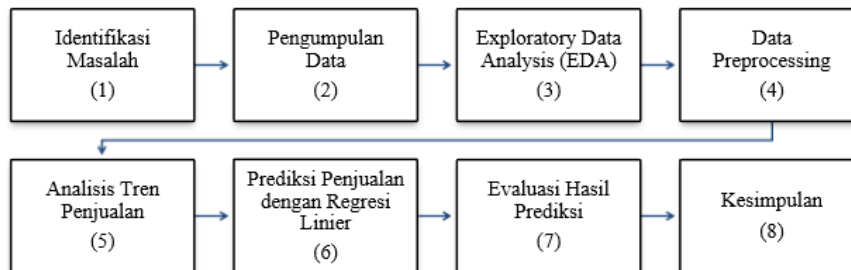 Identifikasi
Masalah
(1)
Pengumpulan
Data
(2)
Exploratory Data
Analysis (EDA)
(3)
Data
Preprocessing
(4)
Analisis Tren
Penjualan
(5)
Prediksi Penjualan
dengan Regresi
Linier
(6)
Evaluasi Hasil
Prediksi
(7)
Kesimpulan
(8)